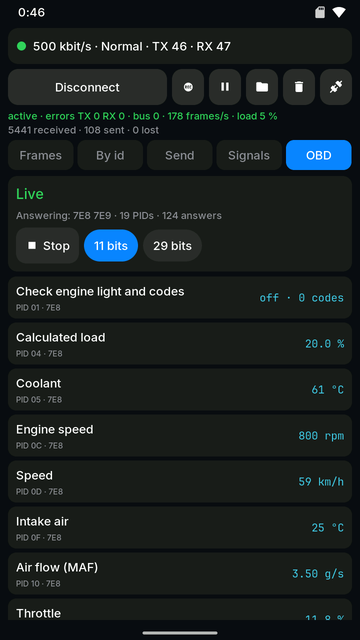 0:46
500 kbit/s · Normal · TX 46 · RX 47
Disconnect
active · errors TX 0 RX 0 · bus 0 · 178 frames/s · load 5 %
5441 received · 108 sent · 0 lost
Frames By id Send Signals OBD
Live
Answering: 7E8 7E9 · 19 PIDs · 124 answers
Stop 11 bits 29 bits
Check engine light and codes off · 0 codes
PID 01 · 7E8
Calculated load 20.0 %
PID 04 · 7E8
Coolant 61 °C
PID 05 · 7E8
Engine speed 800 rpm
PID 0C · 7E8
Speed 59 km/h
PID 0D · 7E8
Intake air 25 °C
PID 0F · 7E8
Air flow (MAF) 3.50 g/s
PID 10 · 7E8
Throttle 11.8 %